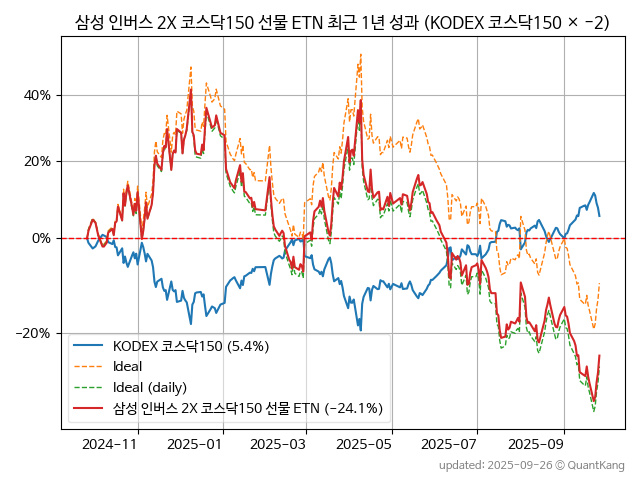 삼성 인버스 2X 코스닥150 선물 ETN 최근 1년 성과 (KODEX 코스닥150 × −2)
40%
20%
0%
−20%
KODEX 코스닥150 (5.4%)
Ideal
Ideal (daily)
삼성 인버스 2X 코스닥150 선물 ETN (−24.1%)
2024-11
2025-01
2025-03
2025-05
2025-07
2025-09
updated: 2025-09-26 © QuantKang